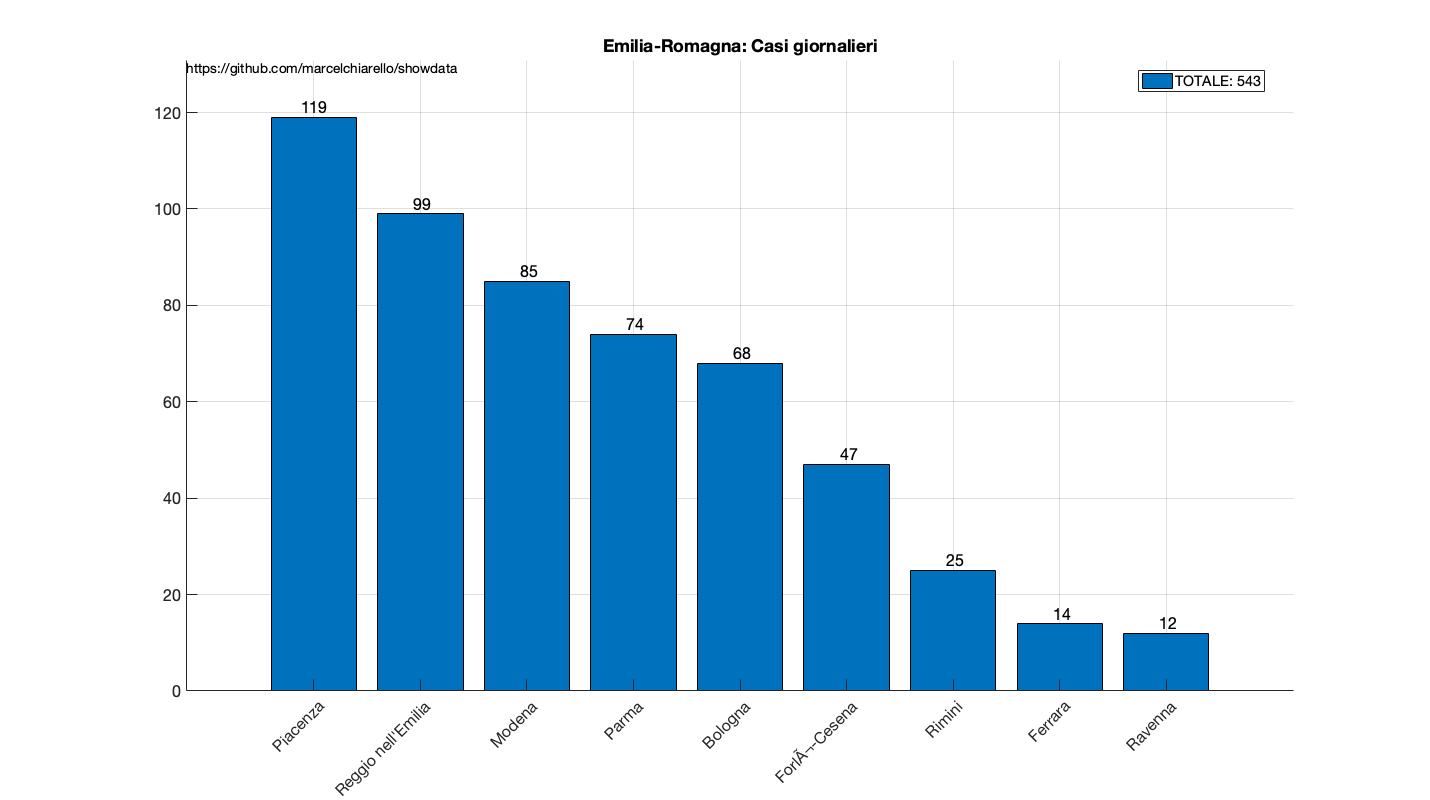 Emilia-Romagna: Casi giornalieri
https://github.com/marcelchiarello/showdata
TOTALE: 543
120
100
80
60
40
20
0
119
99
85
74
68
47
25
14
12
Piacenza
Reggio nell'Emilia
Modena
Parma
Bologna
ForlÃ¬-Cesena
Rimini
Ferrara
Ravenna